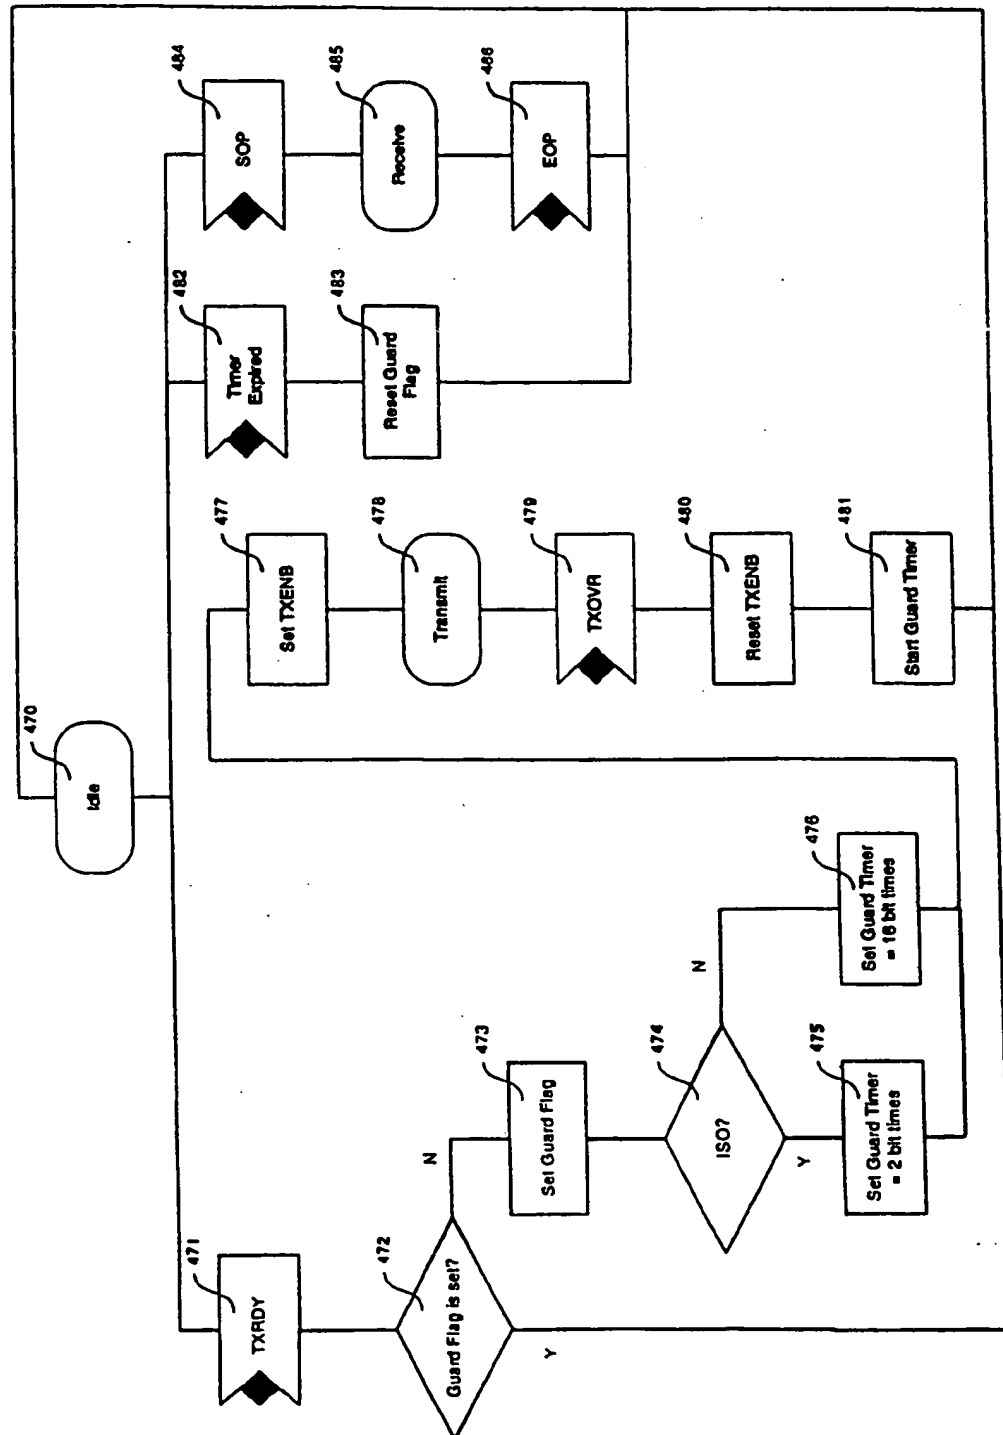 470
Idle
471
TXRDY
472
Guard Flag is set?
N
Y
473
Set Guard Flag
474
ISO?
N
Y
475
Set Guard Timer
= 2 bit times
476
Set Guard Timer
= 16 bit times
477
Set TXENB
478
Transmit
479
TXOVR
480
Reset TXENB
481
Start Guard Timer
482
Timer
Expired
483
Reset Guard
Flag
484
SOP
485
Receive
486
EOP